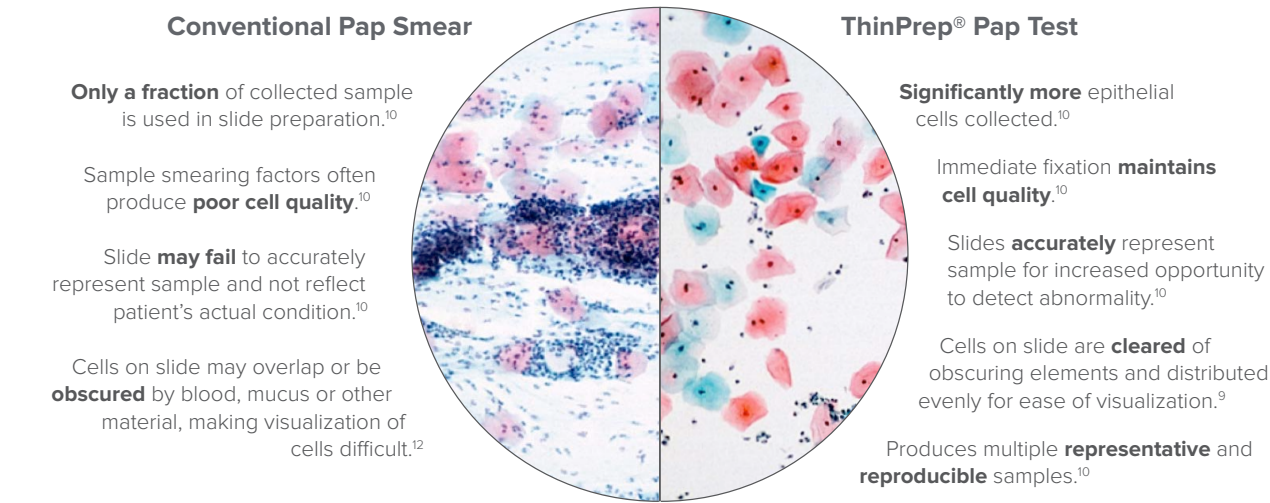 Conventional Pap Smear
Only a fraction of collected sample
is used in slide preparation.10
Sample smearing factors often
produce poor cell quality.10
Slide may fail to accurately
represent sample and not reflect
patient’s actual condition.10
Cells on slide may overlap or be
obscured by blood, mucus or other
material, making visualization of
cells difficult.12
ThinPrep® Pap Test
Significantly more epithelial
cells collected.10
Immediate fixation maintains
cell quality.10
Slides accurately represent
sample for increased opportunity
to detect abnormality.10
Cells on slide are cleared of
obscuring elements and distributed
evenly for ease of visualization.9
Produces multiple representative and
reproducible samples.10